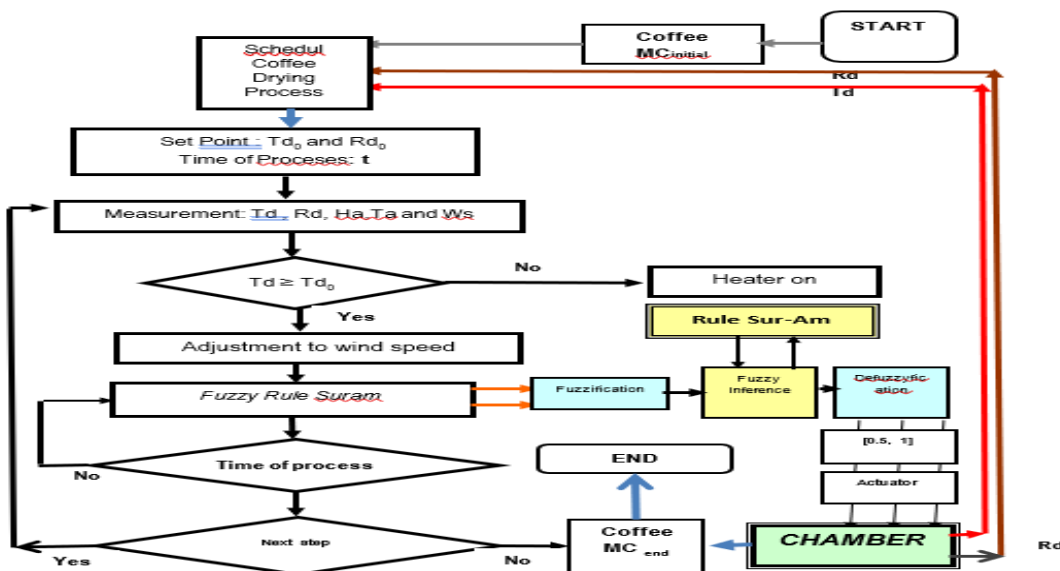 START
Coffee
MC initial
Schedul
Coffee
Drying
Process
Rd
Td
Set Point : Td0 and Rd0
Time of Proceses: t
Measurement: Td , Rd, Ha,Ta and Ws
Td ≥ Td0
No
Heater on
Yes
Rule Sur-Am
Adjustment to wind speed
Fuzzy Rule Suram
Fuzzification
Fuzzy
Inference
Defuzzyfic
ation
[0.5, 1]
Time of process
No
END
Actuator
Next step
Yes
No
Coffee
MC end
CHAMBER
Rd